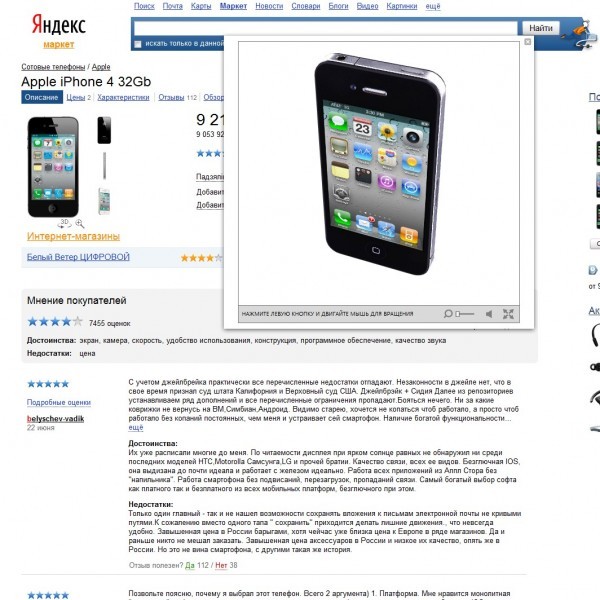 Поиск Почта Карты Маркет Новости Словари Блоги Видео Картинки ещё
Яндекс
маркет
Найти
искать только в данной
Сотовые телефоны / Apple
Apple iPhone 4 32Gb
Описание Цены 2 Характеристики Отзывы 112 Обзор
9 21
9 053 92
Добавит
Добави
3D
Интернет-магазины
Белый Ветер ЦИФРОВОЙ
3:00 PM
23
НАЖМИТЕ ЛЕВУЮ КНОПКУ И ДВИГАЙТЕ МЫШЬ ДЛЯ ВРАЩЕНИЯ
По
от 9
Ак
Мнение покупателей
7455 оценок
Достоинства: экран, камера, скорость, удобство использования, конструкция, программное обеспечение, качество звука
Недостатки: цена
Подробные оценки
belyschev-vadik
22 июня
С учетом джейлбрейка практически все перечисленные недостатки отпадают. Незаконности в джейле нет, что в
свое время признал суд штата Калифорния и Верховный суд США. Джейлбрэйк + Сидия Далее из репозиториев
устанавливаем ряд дополнений и все перечисленные ограничения пропадают.Бояться нечего. Ни за какие
коврижки не вернусь на ВМ,Симбиан,Андроид. Видимо старею, хочется не копаться чтоб работало, а просто чтоб
работало без копаний постоянных, чем меня и устраивает сей смартфон. Наличие богатой функциональности...
ещё
Достоинства:
Их уже расписали многие до меня. По читаемости дисплея при ярком солнце равных не обнаружил ни среди
последних моделей HTC,Motorolla Самсунга,LG и прочей братии. Качество связи, всех ее видов. Безглючная IOS,
она выдизана до почти идеала и работает с железом идеально. Работа всех приложений из Аппл Стора без
"напильника". Работа смартфона без подвисаний, перезагрузок, пропаданий связи. Самый богатый выбор софта
как платного так и безплатного из всех мобильных платформ, безглючного при этом.
Недостатки:
Только один главный - так и не нашел возможности сохранять вложения к письмам электронной почты не кривыми
путями.К сожалению вместо одного тапа " сохранить" приходится делать лишние движения., что невсегда
удобно. Завышенная цена в России барыгами, хотя сейчас уже близка цена к Европе в ряде магазинов. Да и
раньше никто не мешал заказать. Завышенная цена аксессуаров в России и низкое их качество, опять же в
России. Но это не вина смартфона, с другими такая же история.
Отзыв полезен? Да 112 / Нет 38
Позвольте поясню, почему я выбрал этот телефон. Всего 2 аргумента) 1. Платформа. Мне нравится монолитная